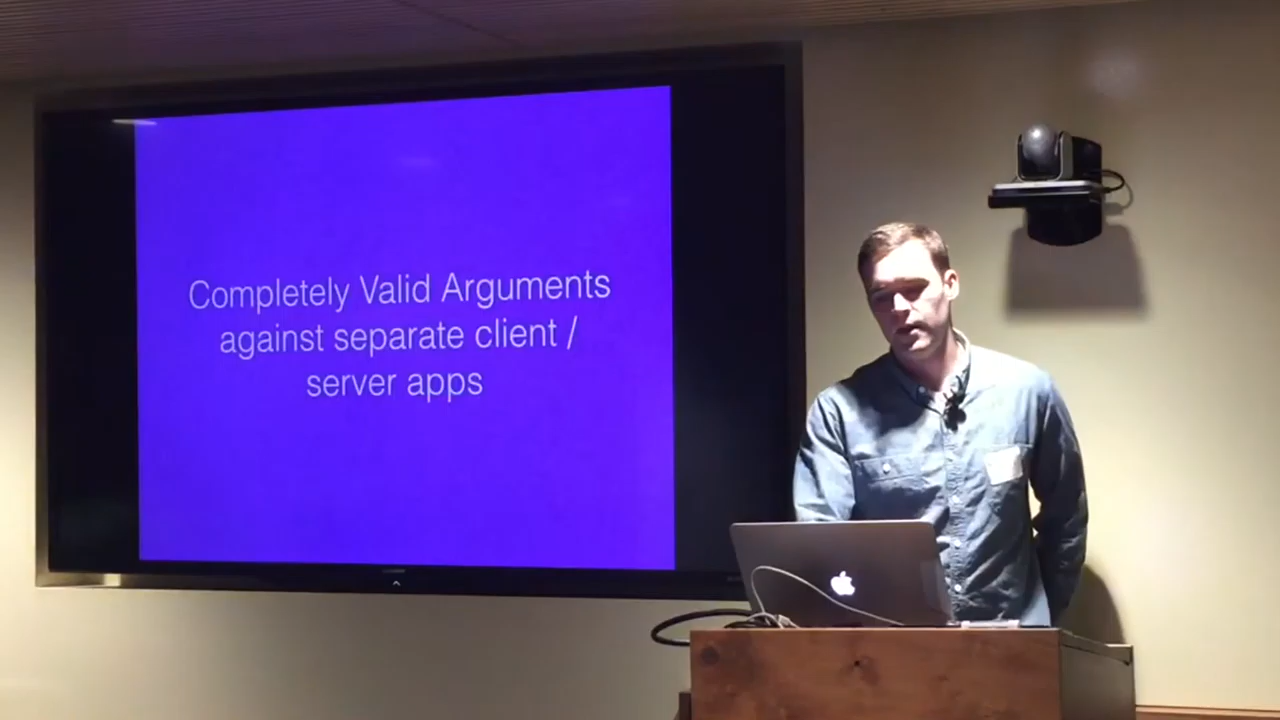 Completely Valid Arguments
against separate client /
server apps